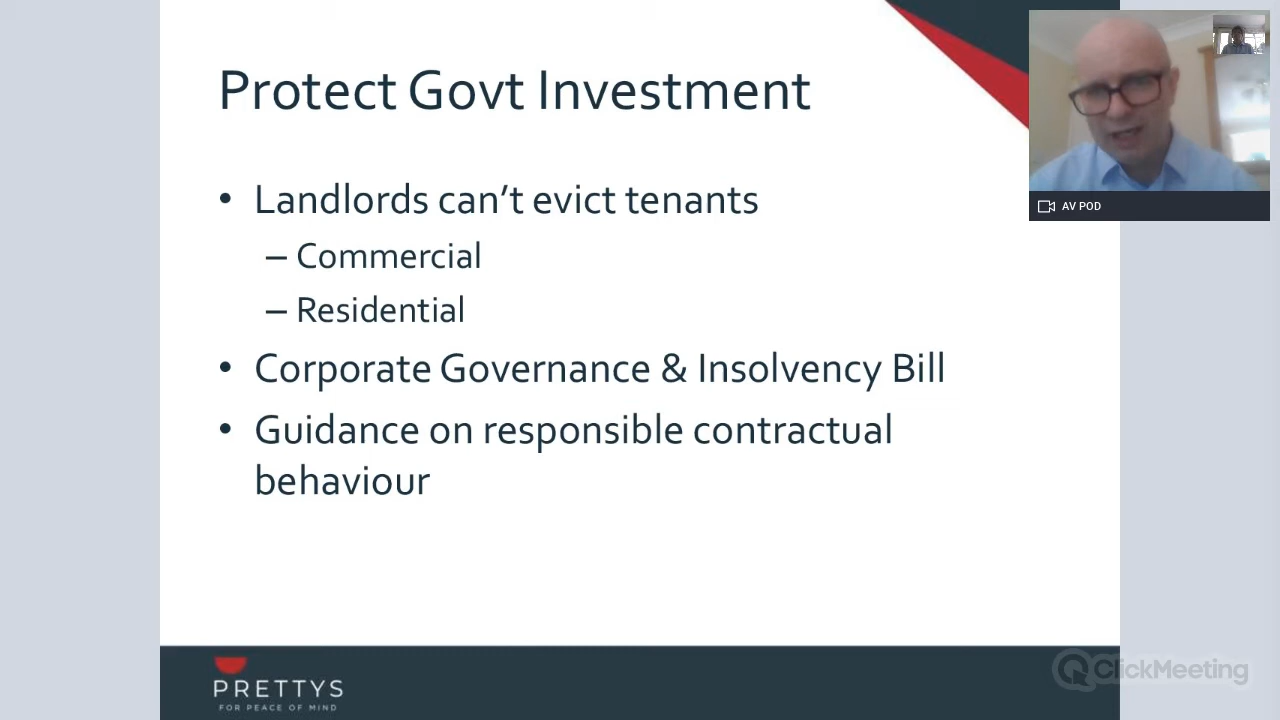 Protect Govt Investment
• Landlords can’t evict tenants
– Commercial
– Residential
• Corporate Governance & Insolvency Bill
• Guidance on responsible contractual
behaviour
AV POD
PRETTYS
FOR PEACE OF MIND
ClickMeeting